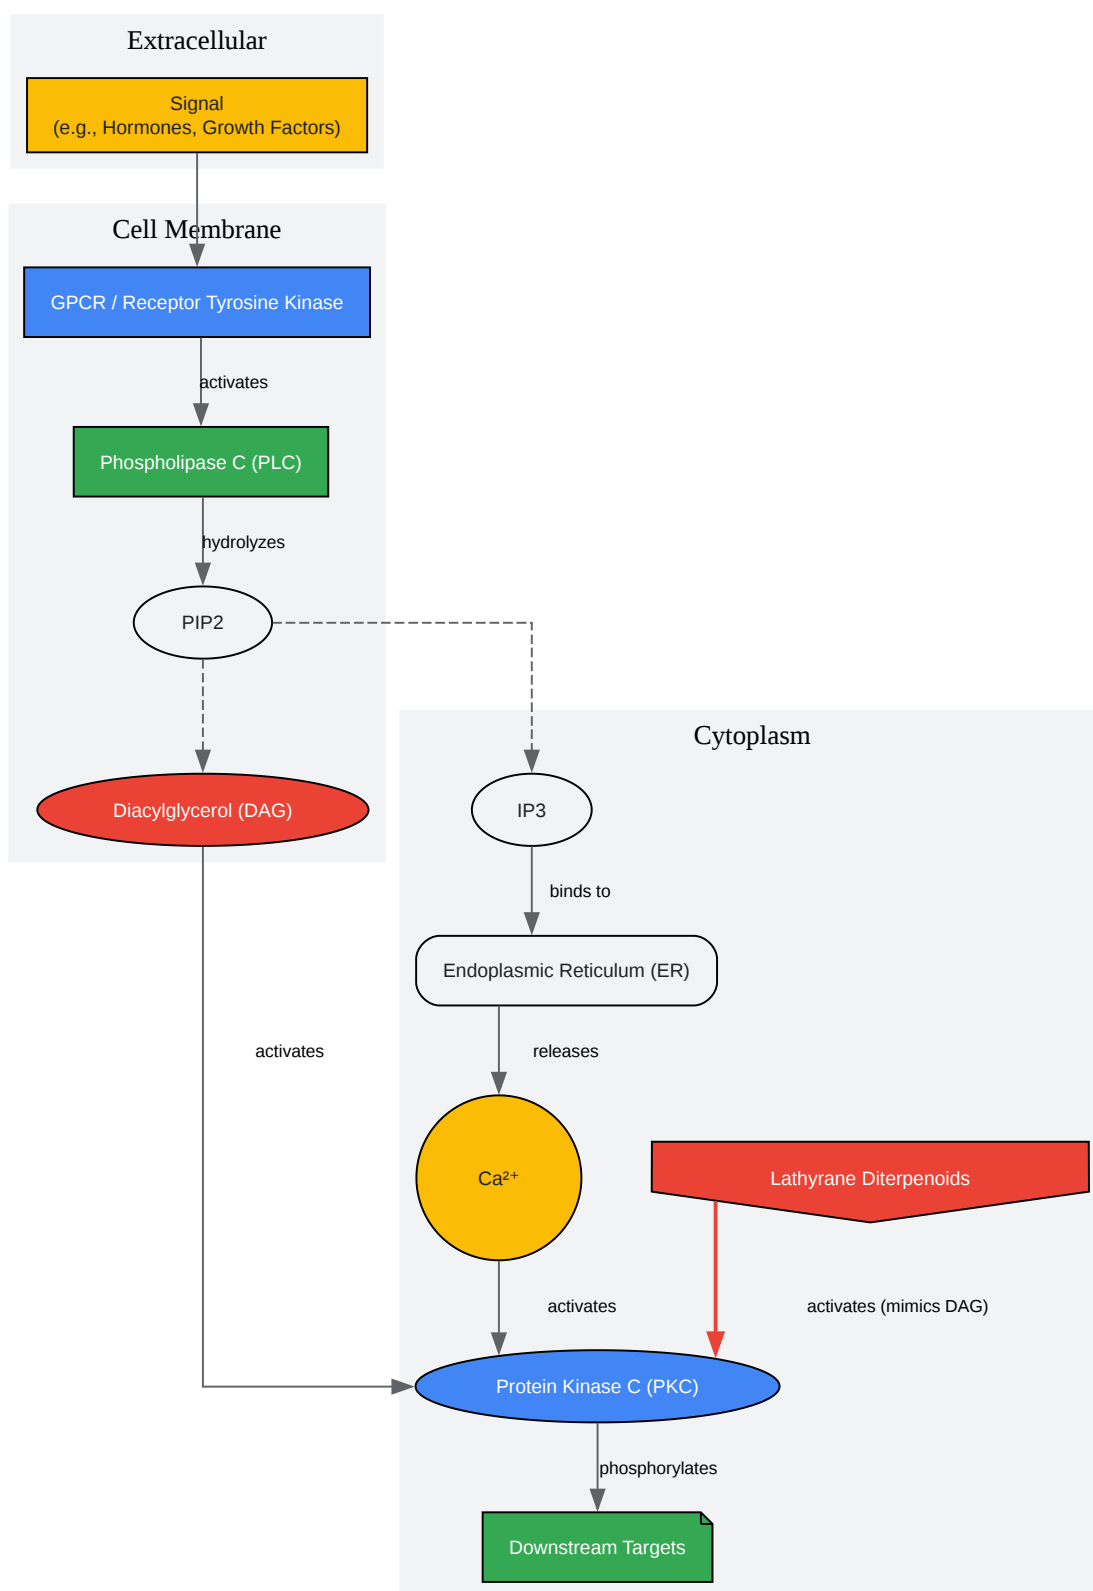 Extracellular
Signal
(e.g., Hormones, Growth Factors)
Cell Membrane
GPCR / Receptor Tyrosine Kinase
activates
Phospholipase C (PLC)
hydrolyzes
PIP2
Cytoplasm
Diacylglycerol (DAG)
IP3
binds to
Endoplasmic Reticulum (ER)
activates
releases
Ca²⁺
Lathyrane Diterpenoids
activates
activates (mimics DAG)
Protein Kinase C (PKC)
phosphorylates
Downstream Targets